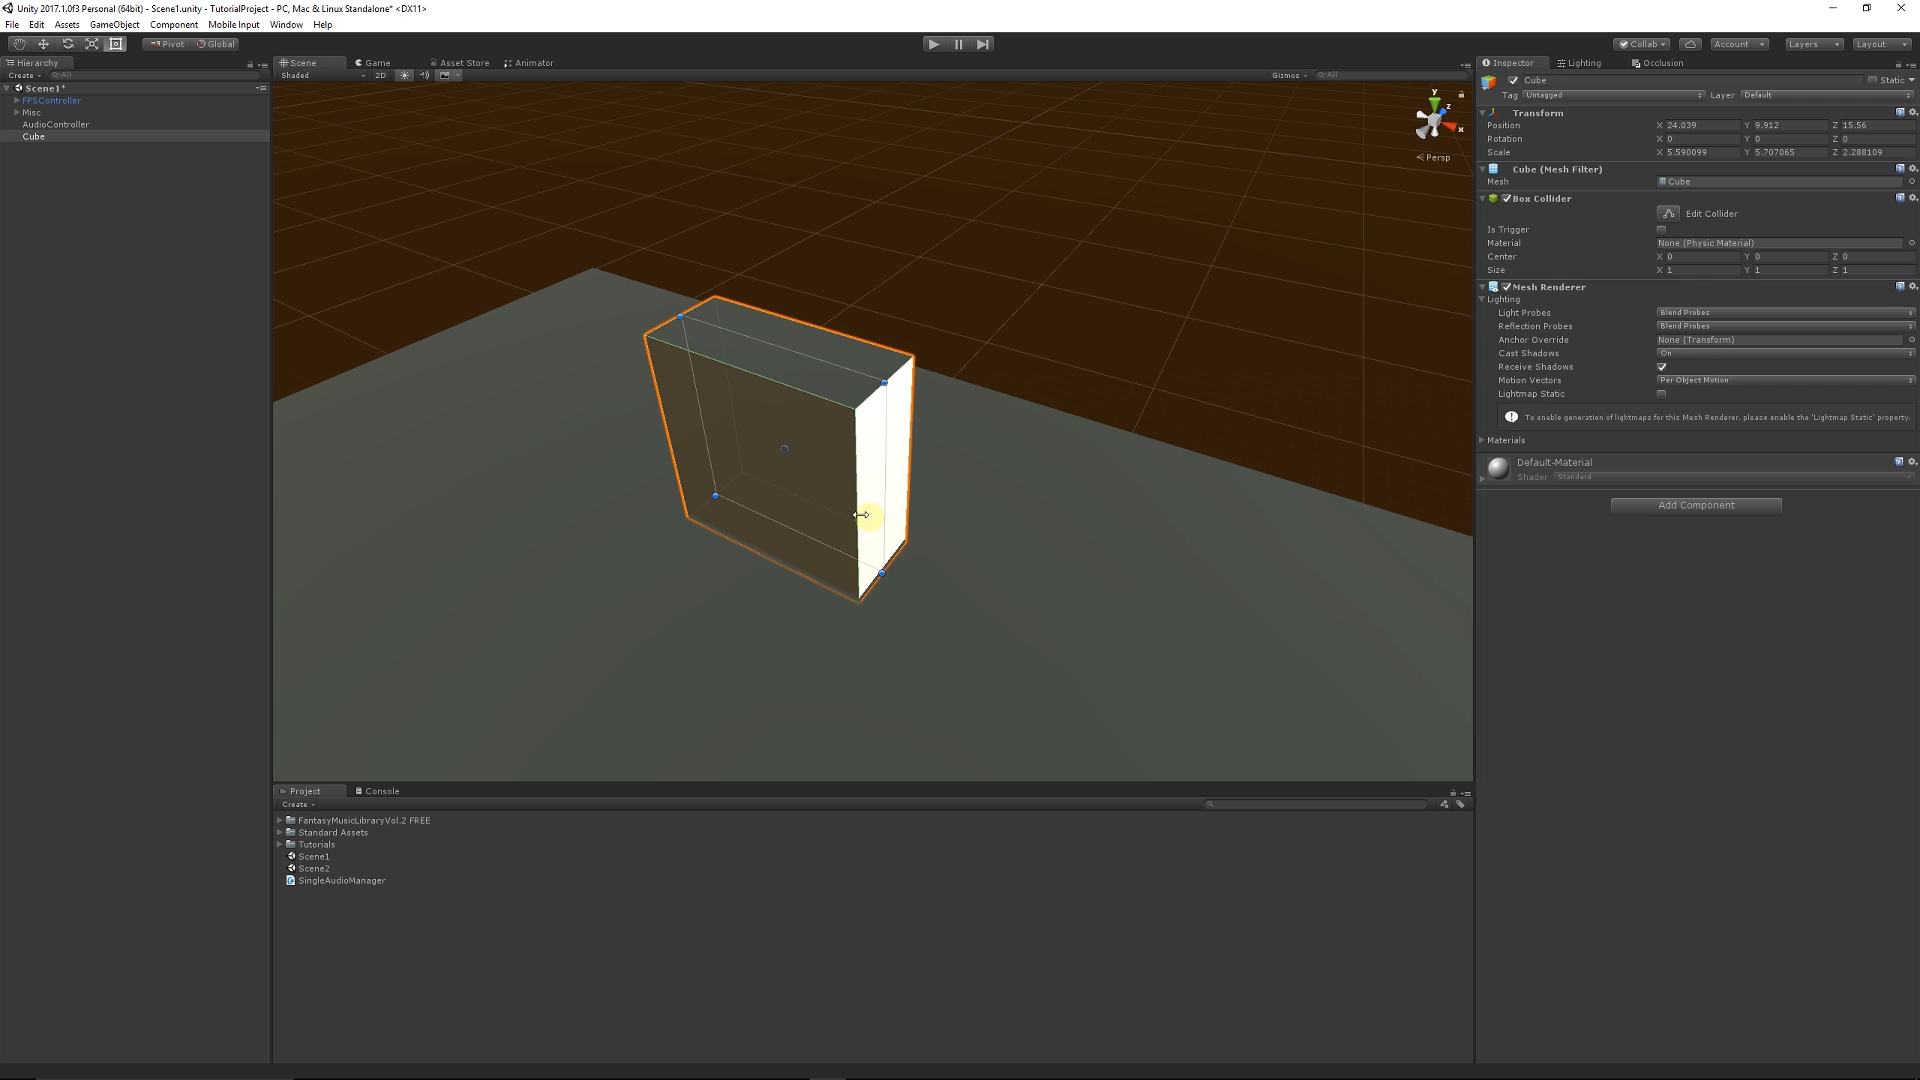 Unity 2017.1.0f3 Personal (64bit) - Scene1.unity - TutorialProject - PC, Mac & Linux Standalone* <DX11>
File Edit Assets GameObject Component Mobile Input Window Help
Pivot Global Collab Account Layers Layout
Hierarchy
Create All
Scene1*
FPSController
Misc
AudioController
Cube
Scene Game Asset Store Animator
Shaded 2D Gizmos All
y
z
x
Persp
Inspector Lighting Occlusion
Cube Static
Tag Untagged Layer Default
Transform
Position X 24.039 Y 9.912 Z 15.56
Rotation X 0 Y 0 Z 0
Scale X 5.590099 Y 5.707065 Z 2.288109
Cube (Mesh Filter)
Mesh Cube
Box Collider
Edit Collider
Is Trigger
Material None (Physic Material)
Center X 0 Y 0 Z 0
Size X 1 Y 1 Z 1
Mesh Renderer
Lighting
Light Probes Blend Probes
Reflection Probes Blend Probes
Anchor Override None (Transform)
Cast Shadows On
Receive Shadows
Motion Vectors Per Object Motion
Lightmap Static
To enable generation of lightmaps for this Mesh Renderer, please enable the 'Lightmap Static' property.
Materials
Default-Material
Shader Standard
Add Component
Project Console
Create
FantasyMusicLibraryVol.2 FREE
Standard Assets
Tutorials
Scene1
Scene2
SingleAudioManager